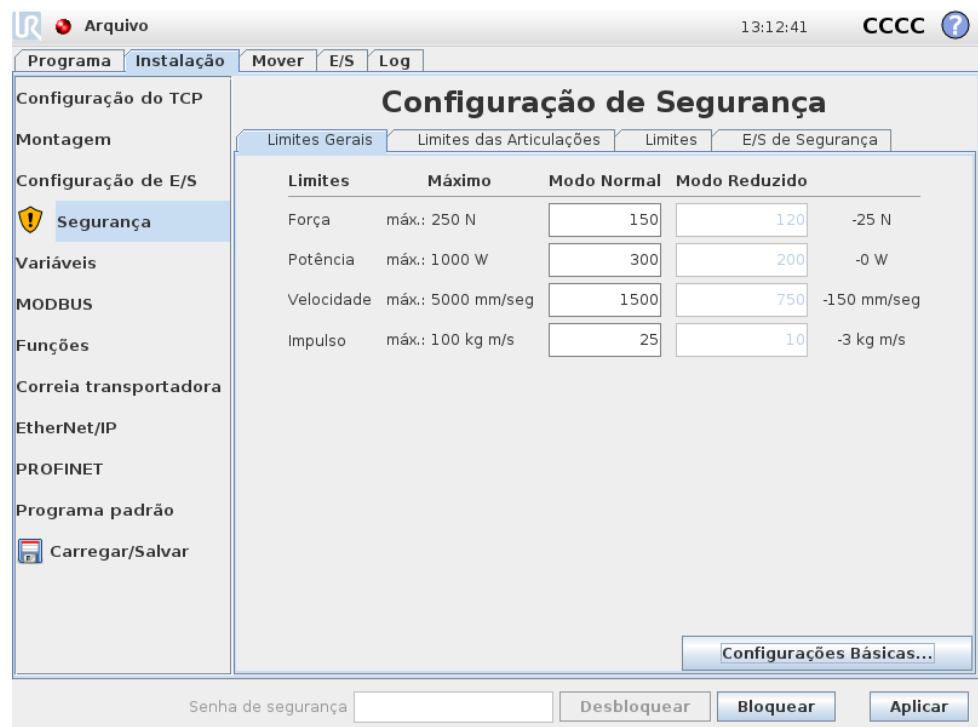 UR Arquivo 13:12:41 CCCC ?
Programa Instalação Mover E/S Log
Configuração do TCP
Montagem
Configuração de E/S
Segurança
Variáveis
MODBUS
Funções
Correia transportadora
EtherNet/IP
PROFINET
Programa padrão
Carregar/Salvar
Configuração de Segurança
Limites Gerais Limites das Articulações Limites E/S de Segurança
Limites Máximo Modo Normal Modo Reduzido
Força máx.: 250 N 150 120 -25 N
Potência máx.: 1000 W 300 200 -0 W
Velocidade máx.: 5000 mm/seg 1500 750 -150 mm/seg
Impulso máx.: 100 kg m/s 25 10 -3 kg m/s
Configurações Básicas...
Senha de segurança Desbloquear Bloquear Aplicar